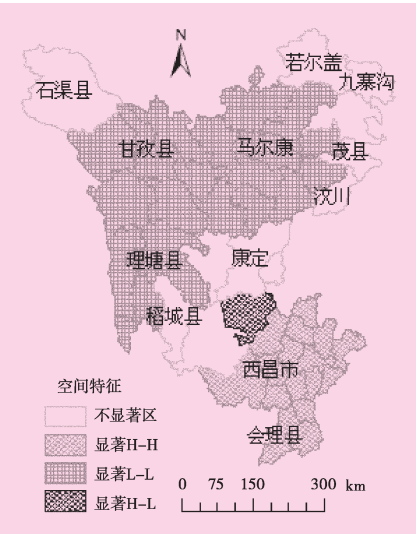 N
若尔盖
九寨沟
石渠县
甘孜县
马尔康
茂县
汶川
理塘县
康定
稻城县
西昌市
会理县
空间特征
不显著区
显著H-H
显著L-L
显著H-L
0 75 150 300 km